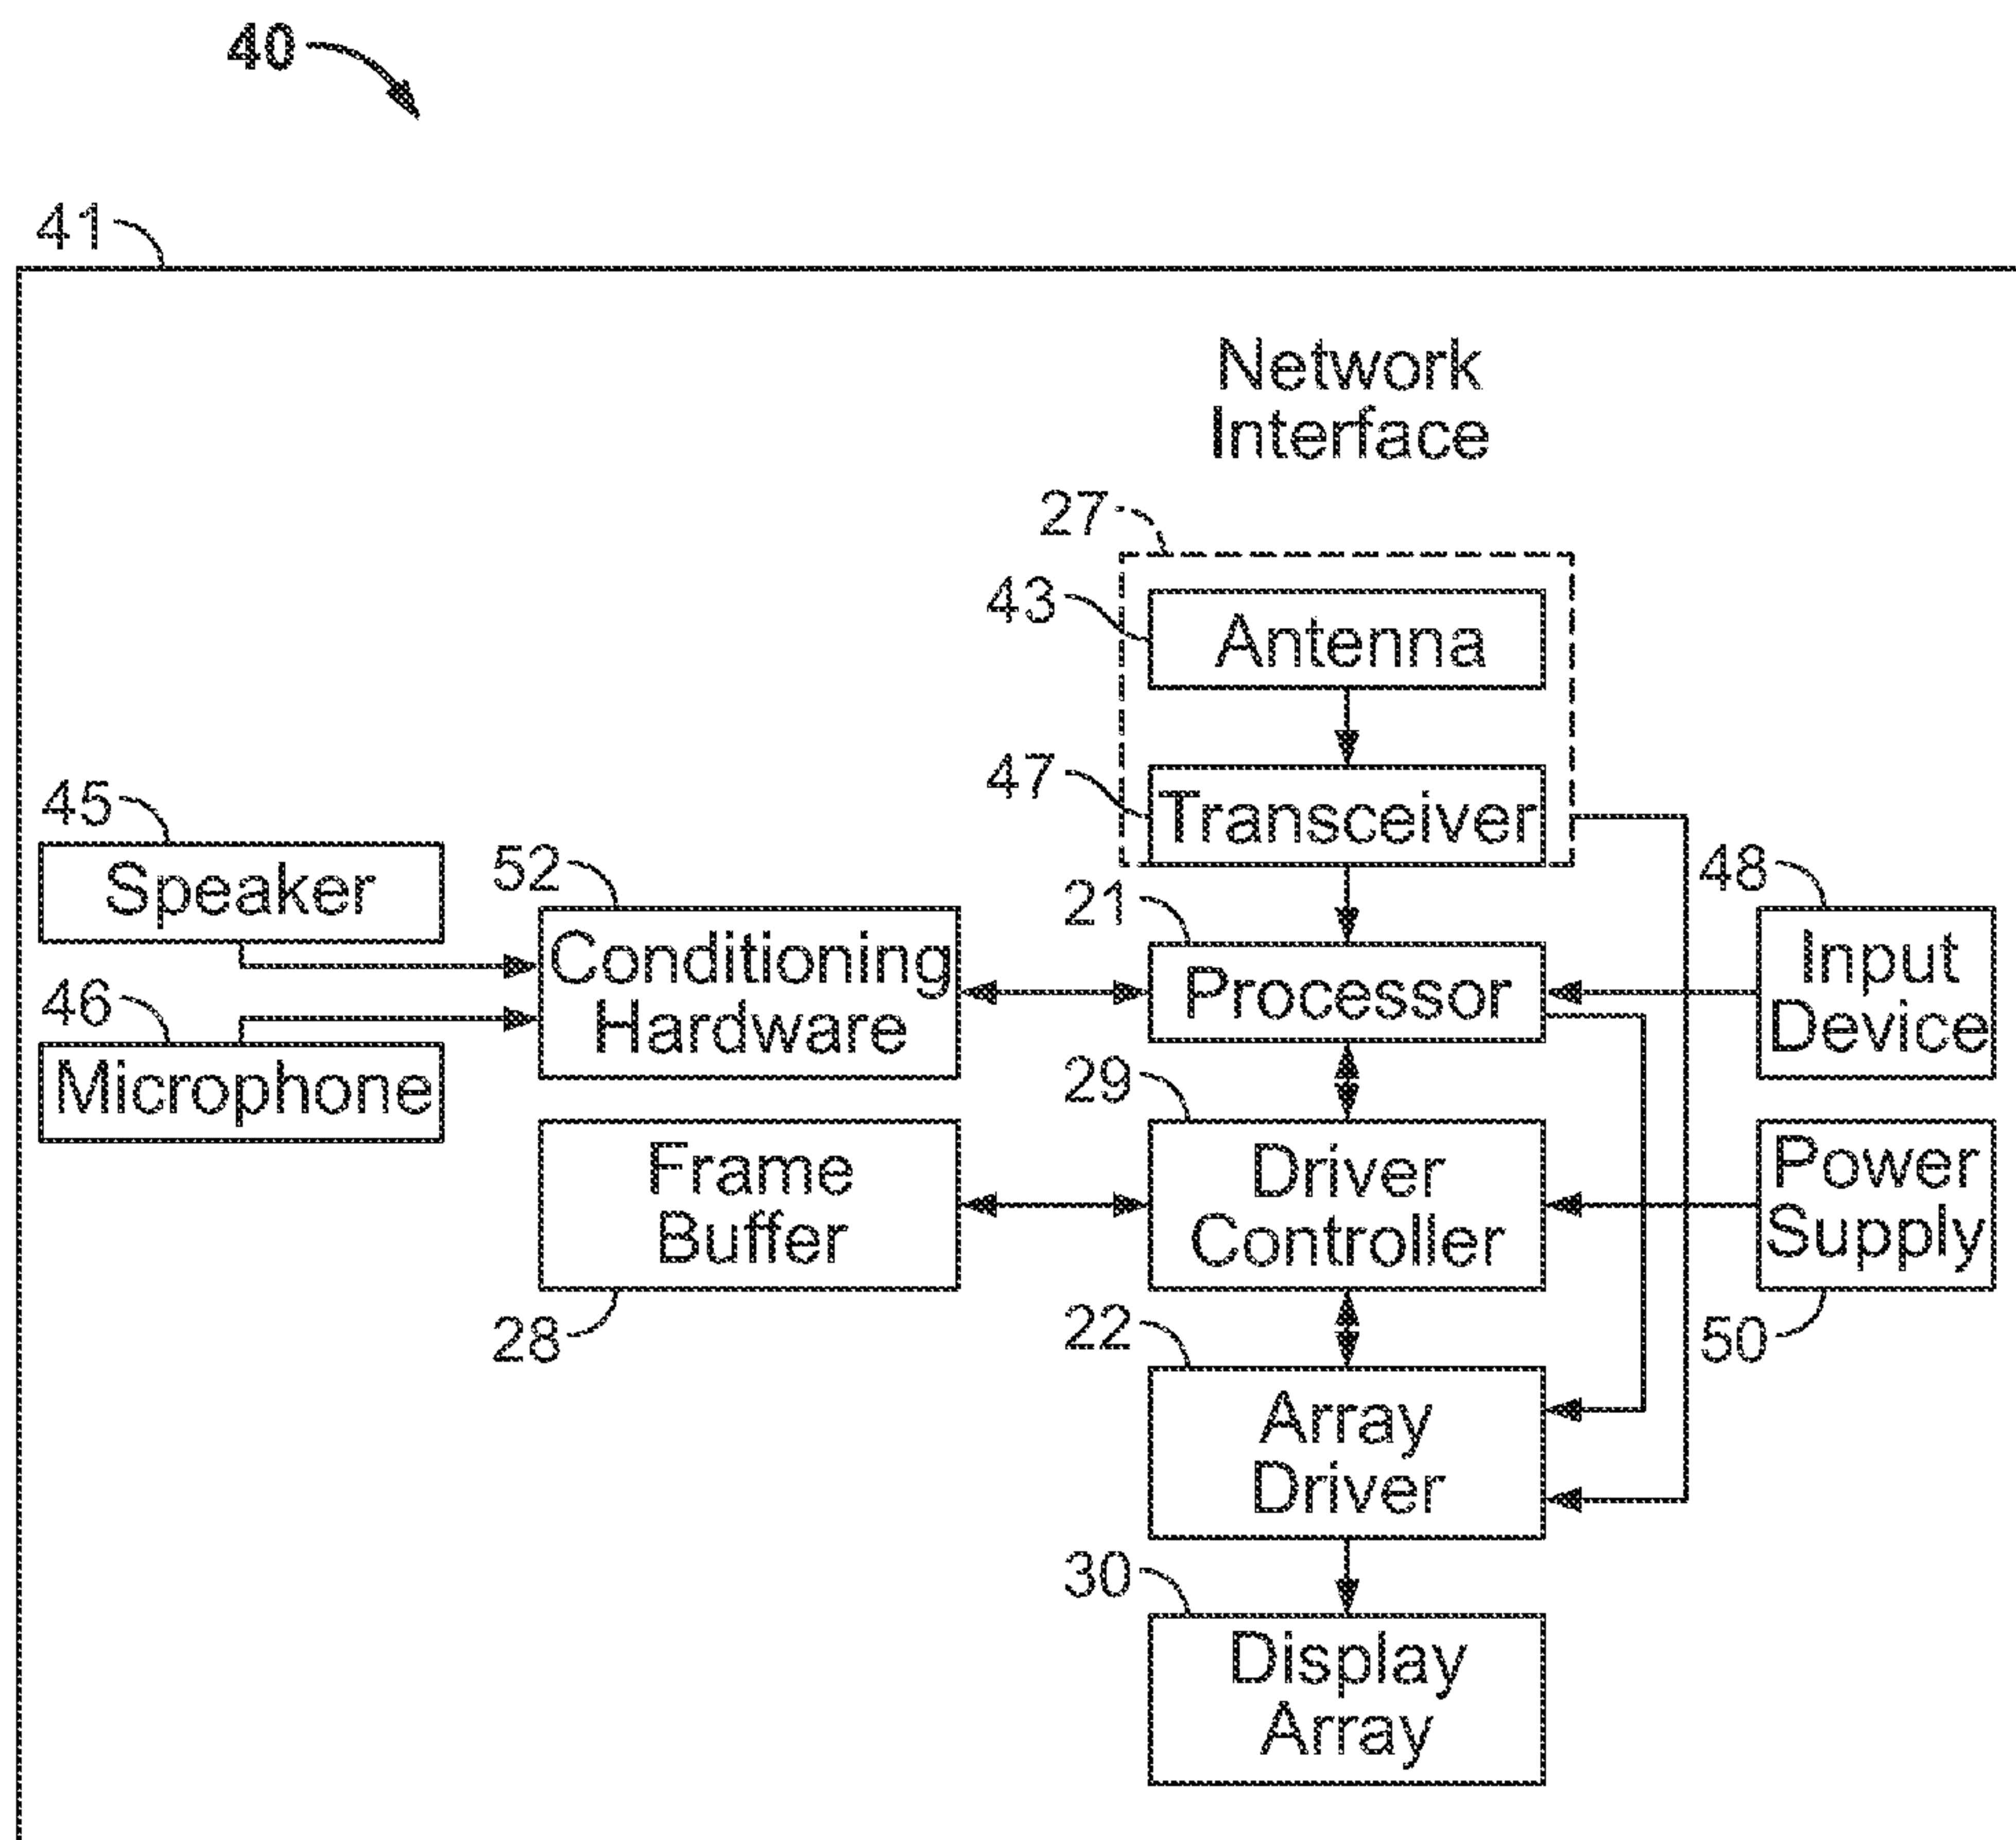 40
41
Network
Interface
27
43
Antenna
47
Transceiver
45
Speaker
52
Conditioning
Hardware
21
Processor
48
Input
Device
46
Microphone
29
Driver
Controller
Frame
Buffer
28
Power
Supply
50
22
Array
Driver
30
Display
Array